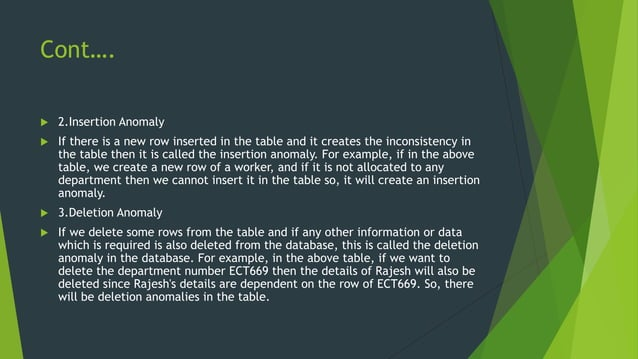 Cont….
2.Insertion Anomaly
If there is a new row inserted in the table and it creates the inconsistency in
the table then it is called the insertion anomaly. For example, if in the above
table, we create a new row of a worker, and if it is not allocated to any
department then we cannot insert it in the table so, it will create an insertion
anomaly.
3.Deletion Anomaly
If we delete some rows from the table and if any other information or data
which is required is also deleted from the database, this is called the deletion
anomaly in the database. For example, in the above table, if we want to
delete the department number ECT669 then the details of Rajesh will also be
deleted since Rajesh's details are dependent on the row of ECT669. So, there
will be deletion anomalies in the table.